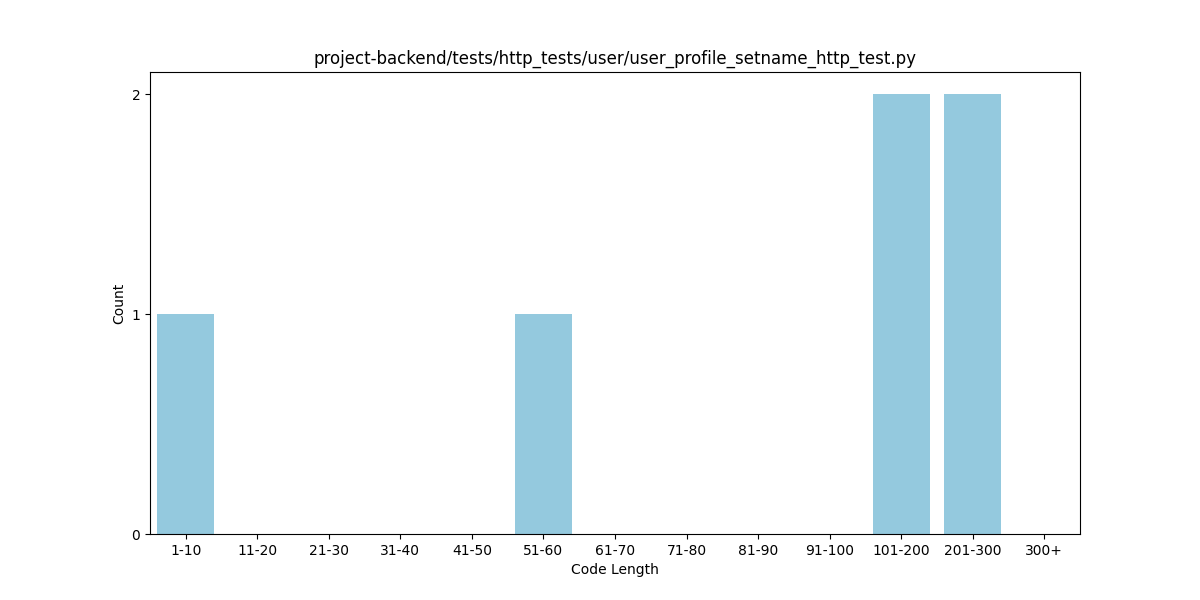 project-backend/tests/http_tests/user/user_profile_setname_http_test.py
2
1
0
Count
1-10 11-20 21-30 31-40 41-50 51-60 61-70 71-80 81-90 91-100 101-200 201-300 300+
Code Length